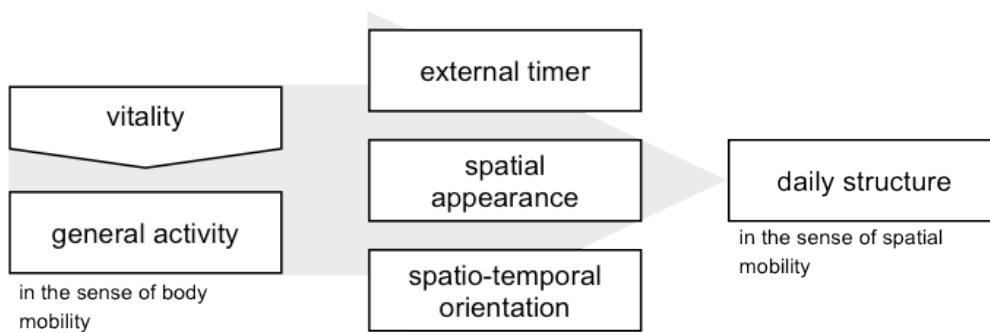 vitality
general activity
in the sense of body
mobility
external timer
spatial
appearance
spatio-temporal
orientation
daily structure
in the sense of spatial
mobility